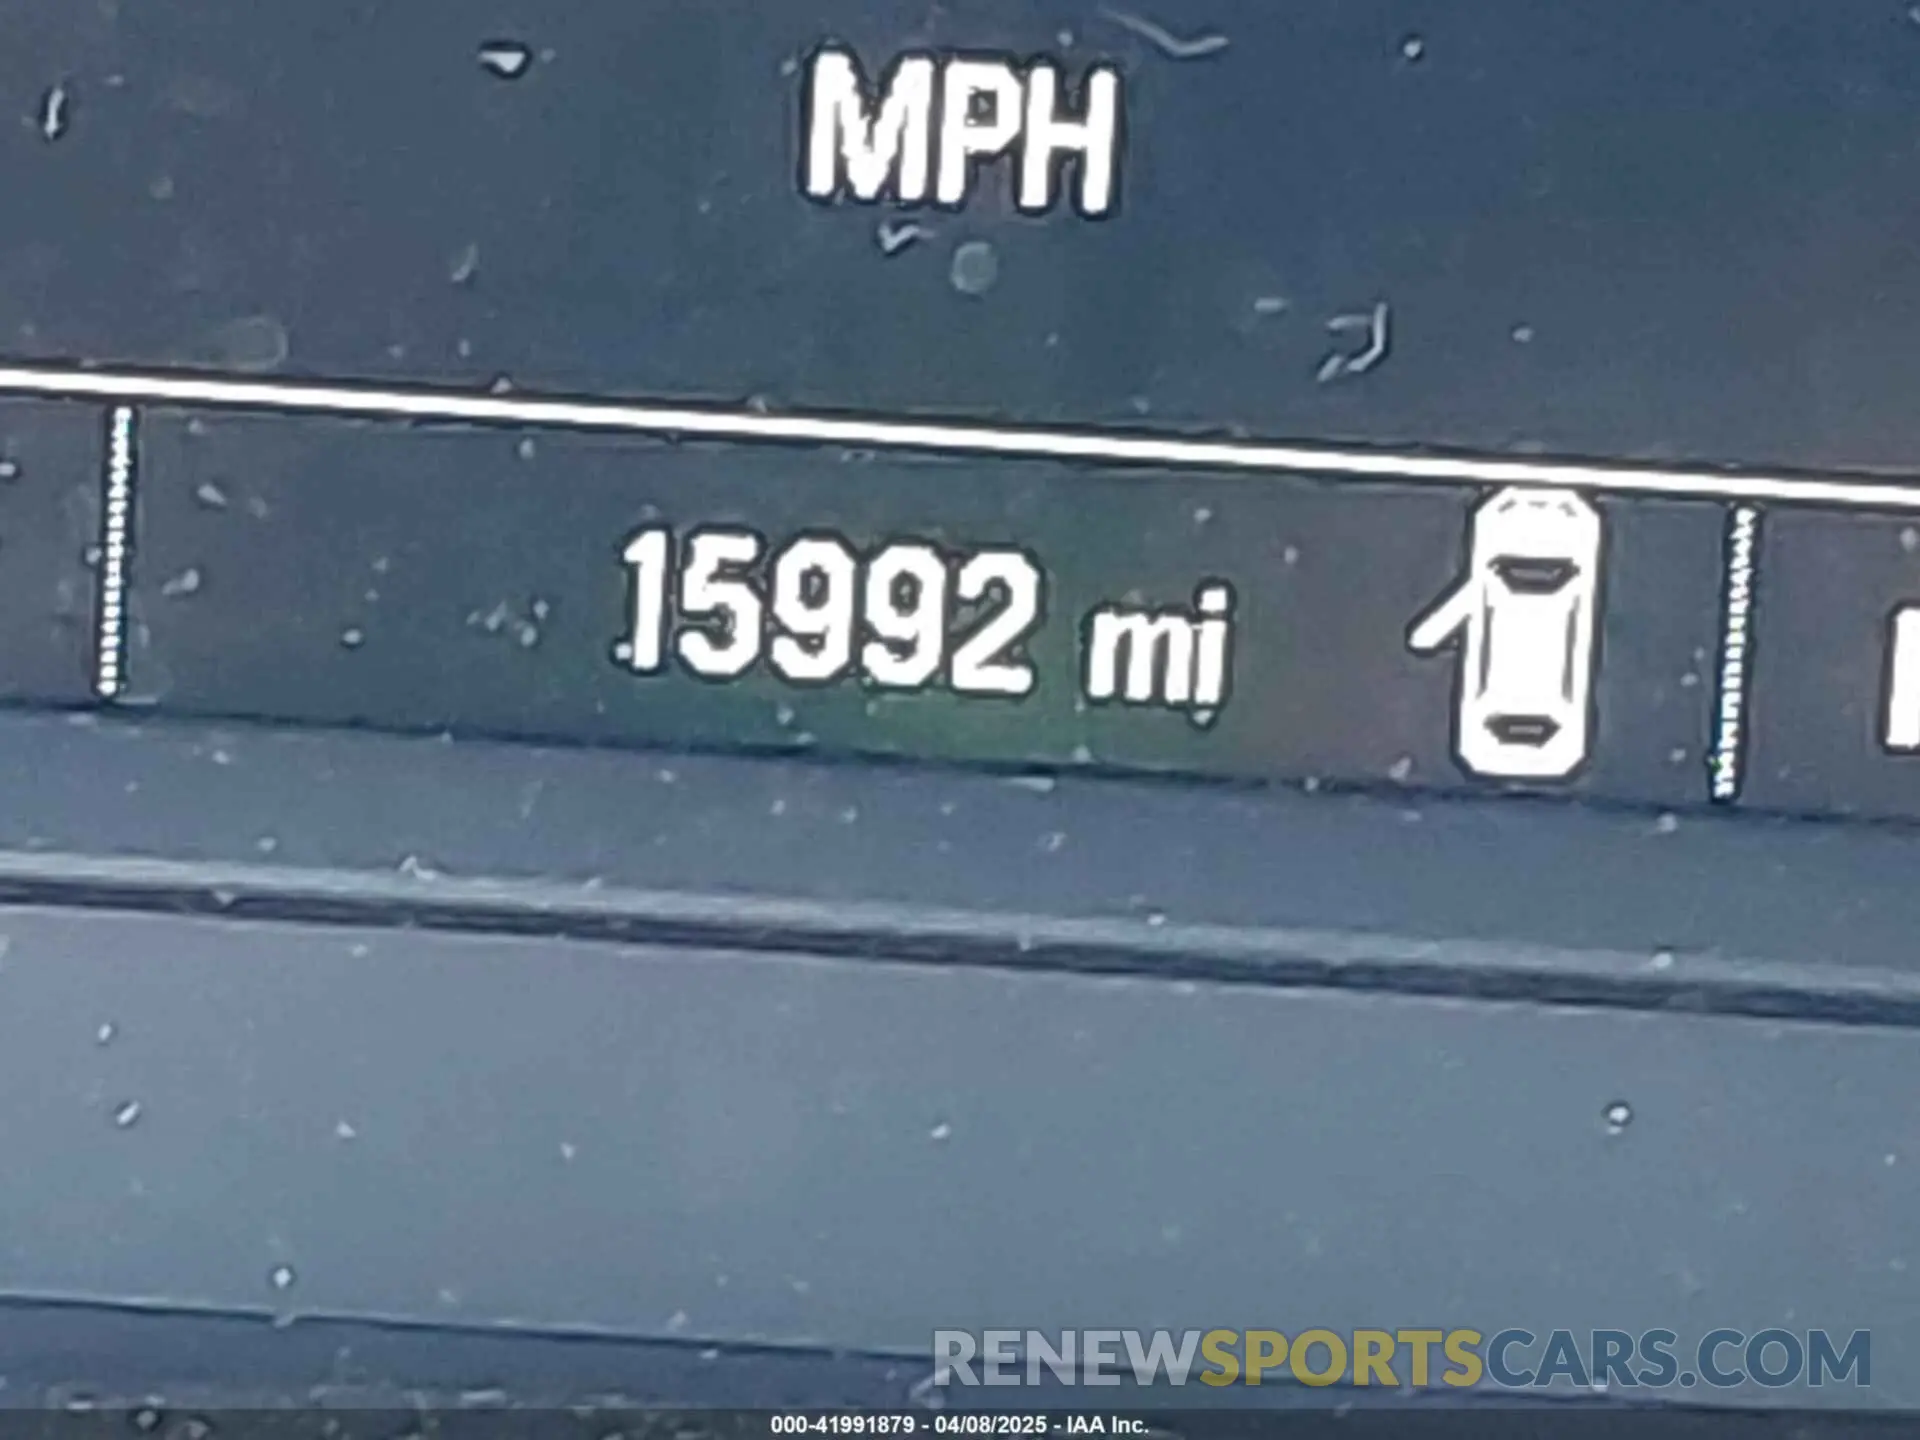 MPH
15992 mi
RENEWSPORTSCARS.COM
000-41991879 - 04/08/2025 - IAA Inc.